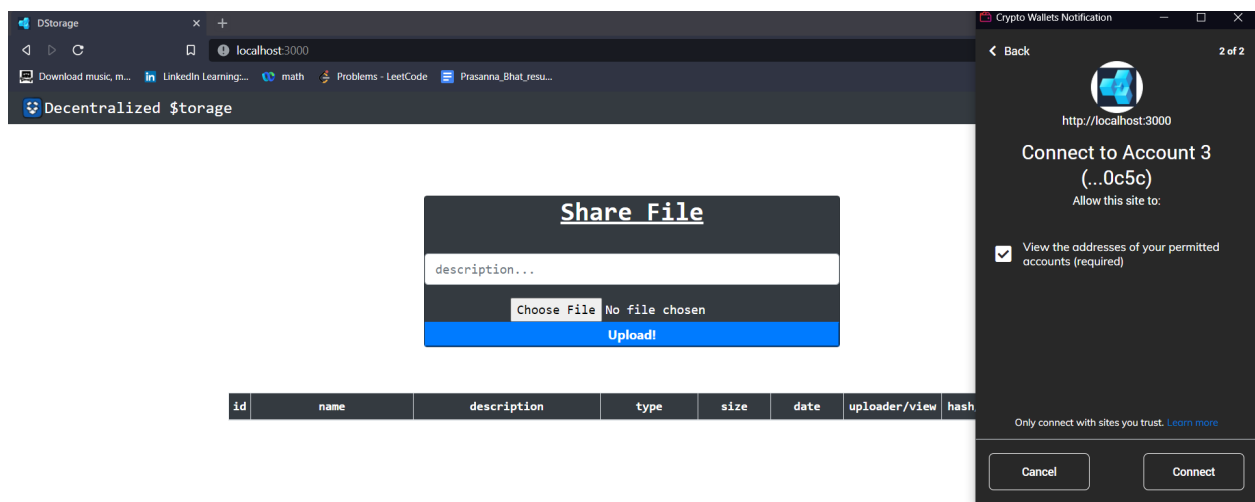 DStorage
localhost:3000
Download music, m...
LinkedIn Learning:...
math
Problems - LeetCode
Prasanna_Bhat_resu...
Decentralized $torage
Share File
description...
Choose File No file chosen
Upload!
id name description type size date uploader/view hash
Crypto Wallets Notification
Back 2 of 2
http://localhost:3000
Connect to Account 3
(...0c5c)
Allow this site to:
View the addresses of your permitted
accounts (required)
Only connect with sites you trust. Learn more
Cancel Connect